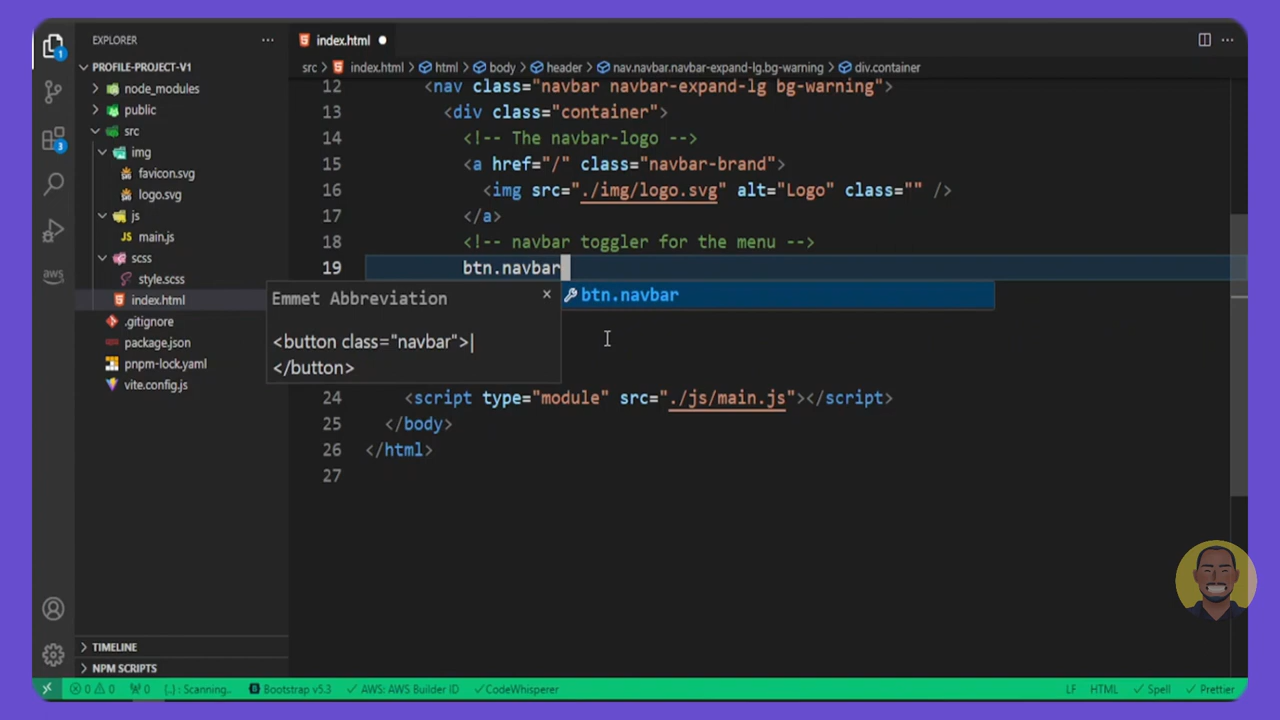 EXPLORER
PROFILE-PROJECT-V1
node_modules
public
src
img
favicon.svg
logo.svg
js
JS main.js
scss
style.scss
index.html
.gitignore
package.json
pnpm-lock.yaml
vite.config.js
TIMELINE
NPM SCRIPTS
1
3
aws
index.html
src > index.html > html > body > header > nav.navbar.navbar-expand-lg.bg-warning > div.container
12 <nav class="navbar navbar-expand-lg bg-warning">
13 <div class="container">
14 <!-- The navbar-logo -->
15 <a href="/" class="navbar-brand">
16 <img src="./img/logo.svg" alt="Logo" class="" />
17 </a>
18 <!-- navbar toggler for the menu -->
19 btn.navbar
btn.navbar
Emmet Abbreviation ×
<button class="navbar">|
</button>
24 <script type="module" src="./js/main.js"></script>
25 </body>
26 </html>
27
0 0 0 {..} : Scanning.. Bootstrap v5.3 AWS: AWS Builder ID CodeWhisperer LF HTML Spell Prettier